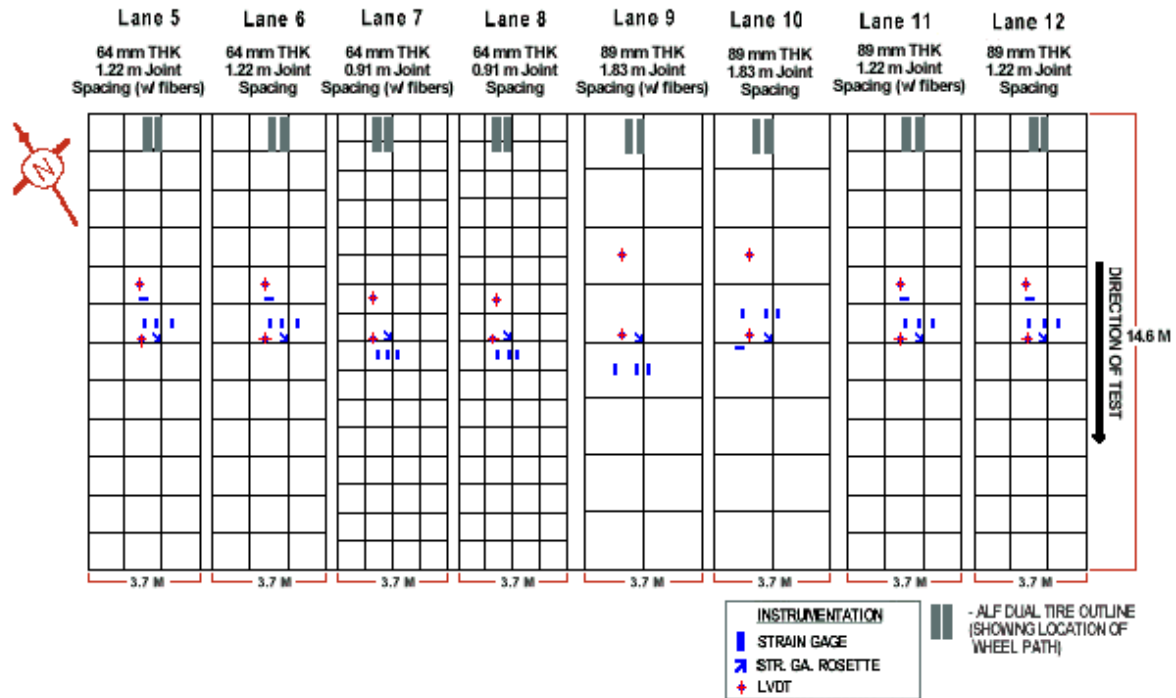 Lane 5
64 mm THK
1.22 m Joint
Spacing (w/ fibers)
Lane 6
64 mm THK
1.22 m Joint
Spacing
Lane 7
64 mm THK
0.91 m Joint
Spacing (w/ fibers)
Lane 8
64 mm THK
0.91 m Joint
Spacing
Lane 9
89 mm THK
1.83 m Joint
Spacing (w/ fibers)
Lane 10
89 mm THK
1.83 m Joint
Spacing
Lane 11
89 mm THK
1.22 m Joint
Spacing (w/ fibers)
Lane 12
89 mm THK
1.22 m Joint
Spacing
N
DIRECTION OF TEST
14.6 M
3.7 M
3.7 M
3.7 M
3.7 M
3.7 M
3.7 M
3.7 M
3.7 M
INSTRUMENTATION
STRAIN GAGE
STR. GA. ROSETTE
LVDT
- ALF DUAL TIRE OUTLINE
(SHOWING LOCATION OF
WHEEL PATH)